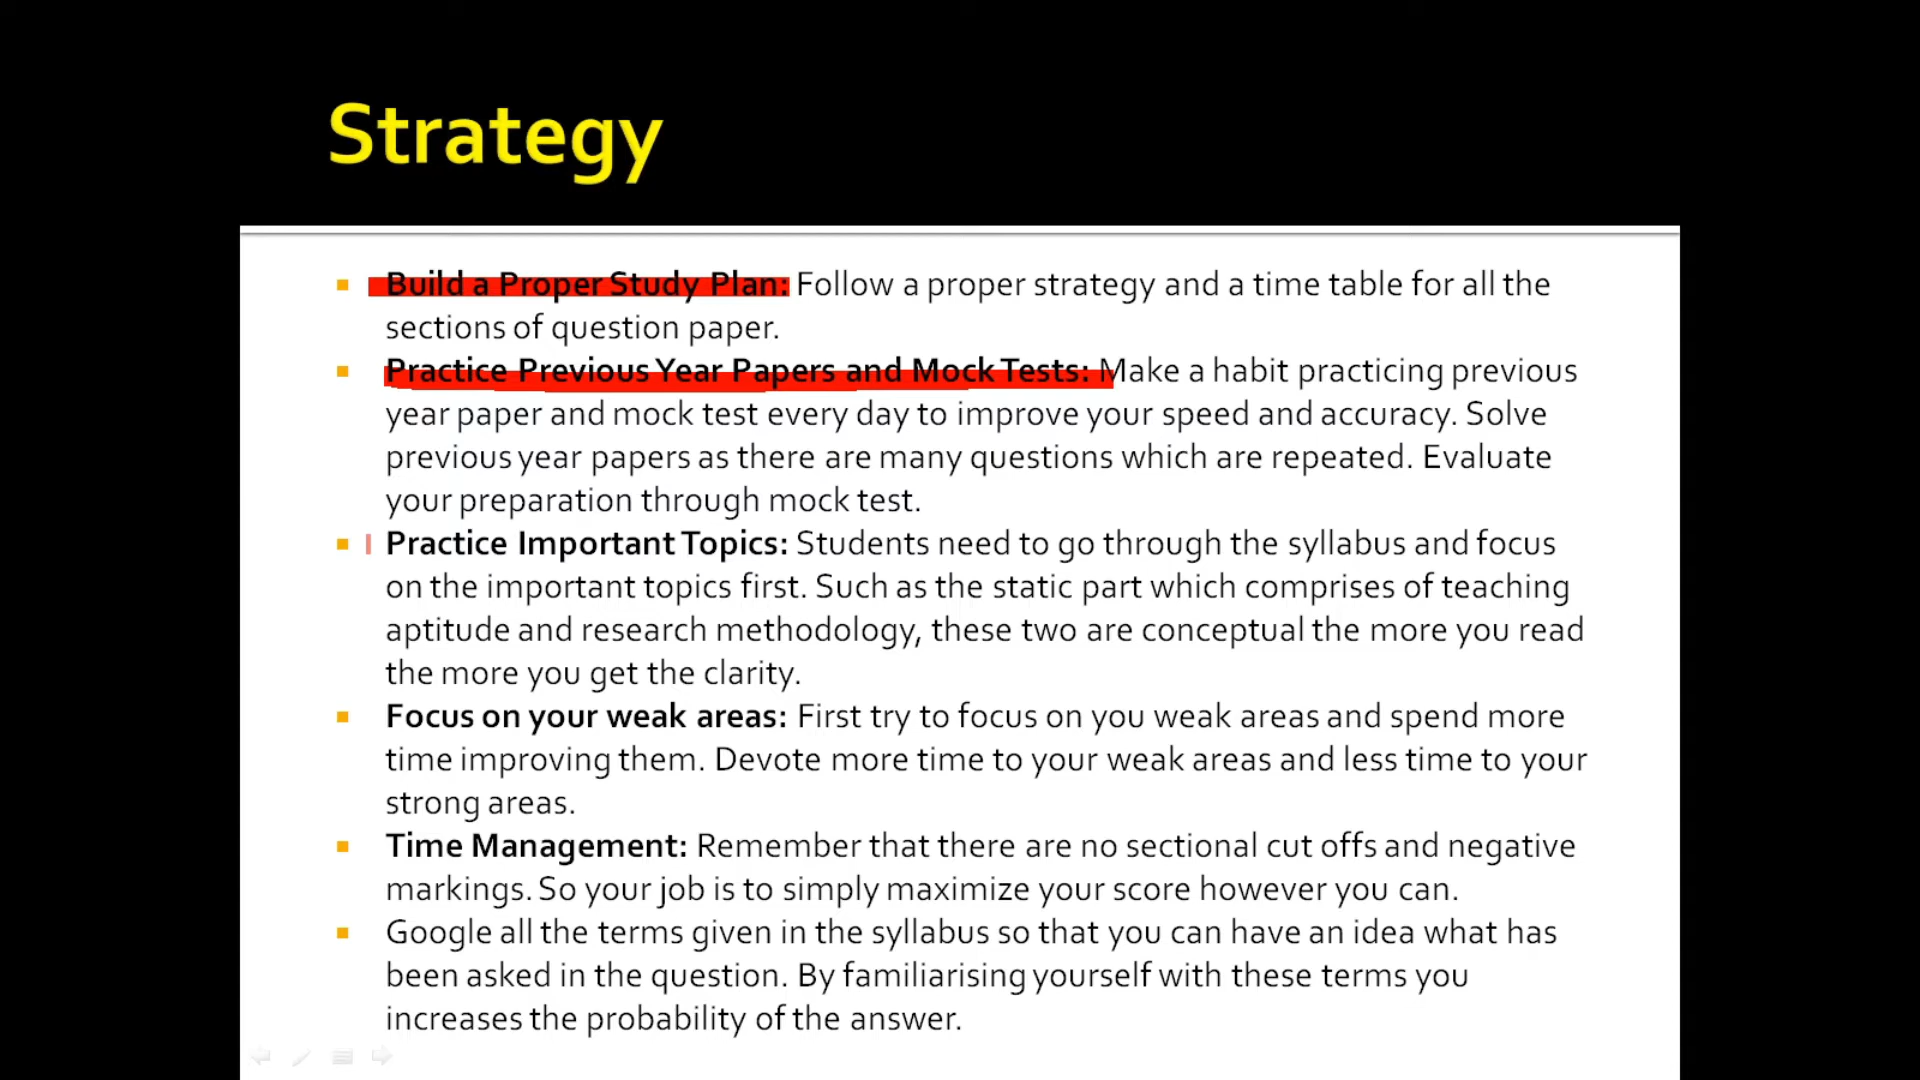 Strategy
Build a Proper Study Plan: Follow a proper strategy and a time table for all the
sections of question paper.
Practice Previous Year Papers and Mock Tests: Make a habit practicing previous
year paper and mock test every day to improve your speed and accuracy. Solve
previous year papers as there are many questions which are repeated. Evaluate
your preparation through mock test.
Practice Important Topics: Students need to go through the syllabus and focus
on the important topics first. Such as the static part which comprises of teaching
aptitude and research methodology, these two are conceptual the more you read
the more you get the clarity.
Focus on your weak areas: First try to focus on you weak areas and spend more
time improving them. Devote more time to your weak areas and less time to your
strong areas.
Time Management: Remember that there are no sectional cut offs and negative
markings. So your job is to simply maximize your score however you can.
Google all the terms given in the syllabus so that you can have an idea what has
been asked in the question. By familiarising yourself with these terms you
increases the probability of the answer.